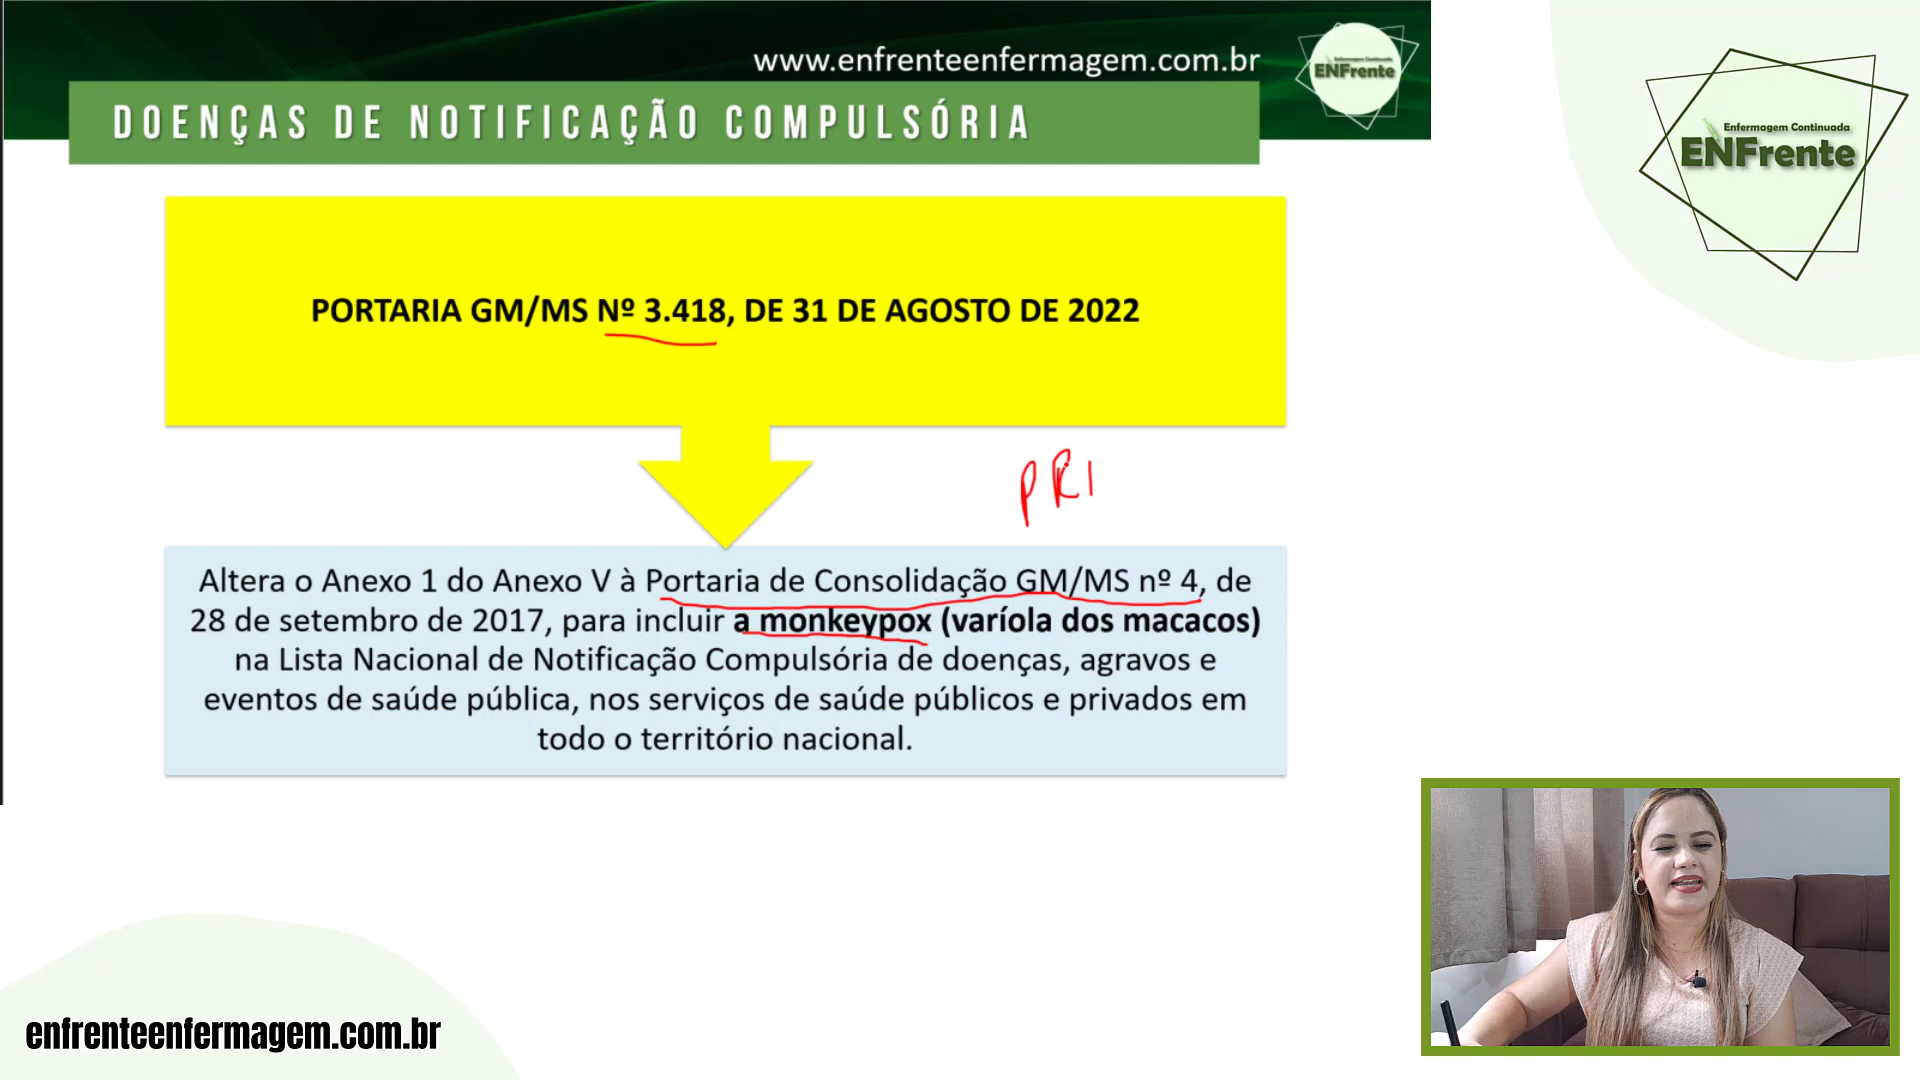 www.enfrenteenfermagem.com.br
Enfermagem Continuada
ENFrente
DOENÇAS DE NOTIFICAÇÃO COMPULSÓRIA
Enfermagem Continuada
ENFrente
PORTARIA GM/MS Nº 3.418, DE 31 DE AGOSTO DE 2022
PRI
Altera o Anexo 1 do Anexo V à Portaria de Consolidação GM/MS nº 4, de
28 de setembro de 2017, para incluir a monkeypox (varíola dos macacos)
na Lista Nacional de Notificação Compulsória de doenças, agravos e
eventos de saúde pública, nos serviços de saúde públicos e privados em
todo o território nacional.
enfrenteenfermagem.com.br